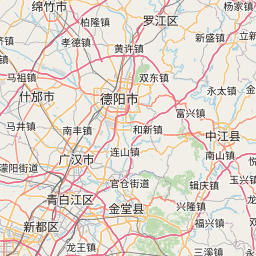 绵竹市
柏隆镇
罗江区
孝德镇
黄许镇
新盛镇
马祖镇
双东镇
永太镇
什邡市
德阳市
富兴镇
马井镇
南丰镇
和新镇
中江县
连山镇
南山镇
广汉市
濛阳街道
官仓街道
辑庆镇
青白江区
金堂县
兴隆镇
新都区
福兴镇
龙王镇
三溪镇